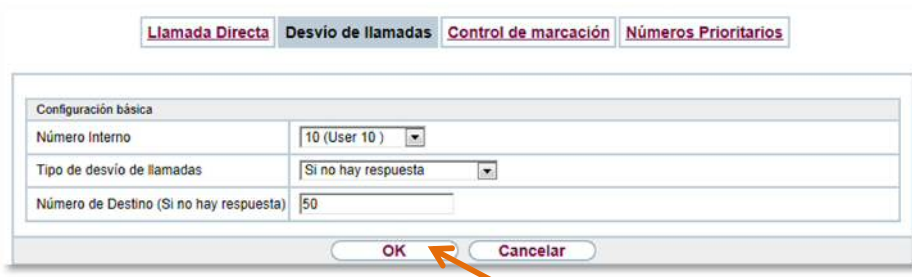 Llamada Directa Desvío de llamadas Control de marcación Números Prioritarios
Configuración básica
Número Interno 10 (User 10 )
Tipo de desvío de llamadas Si no hay respuesta
Número de Destino (Si no hay respuesta) 50
OK Cancelar